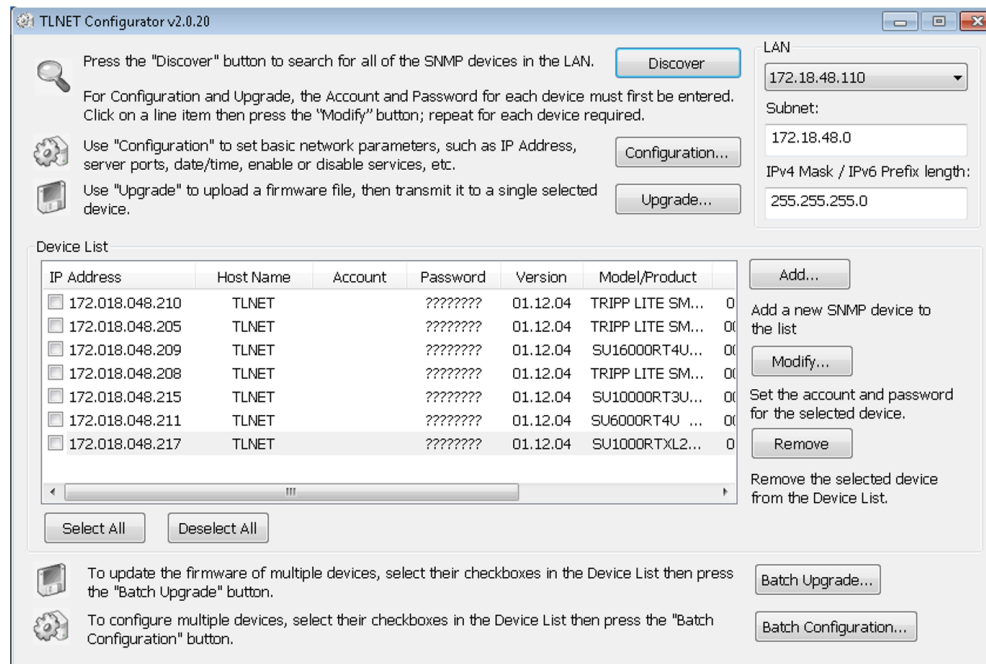 TLNET Configurator v2.0.20
Press the "Discover" button to search for all of the SNMP devices in the LAN.
Discover
For Configuration and Upgrade, the Account and Password for each device must first be entered.
Click on a line item then press the "Modify" button; repeat for each device required.
Use "Configuration" to set basic network parameters, such as IP Address,
server ports, date/time, enable or disable services, etc.
Configuration...
Use "Upgrade" to upload a firmware file, then transmit it to a single selected
device.
Upgrade...
LAN
172.18.48.110
Subnet:
172.18.48.0
IPv4 Mask / IPv6 Prefix length:
255.255.255.0
Device List
IP Address Host Name Account Password Version Model/Product
172.018.048.210 TLNET ???????? 01.12.04 TRIPP LITE SM... 0
172.018.048.205 TLNET ???????? 01.12.04 TRIPP LITE SM... 00
172.018.048.209 TLNET ???????? 01.12.04 SU16000RT4U... 00
172.018.048.208 TLNET ???????? 01.12.04 TRIPP LITE SM... 00
172.018.048.215 TLNET ???????? 01.12.04 SU10000RT3U... 00
172.018.048.211 TLNET ???????? 01.12.04 SU6000RT4U ... 00
172.018.048.217 TLNET ???????? 01.12.04 SU1000RTXL2... 0
Add...
Add a new SNMP device to
the list
Modify...
Set the account and password
for the selected device.
Remove
Remove the selected device
from the Device List.
Select All
Deselect All
To update the firmware of multiple devices, select their checkboxes in the Device List then press
the "Batch Upgrade" button.
Batch Upgrade...
To configure multiple devices, select their checkboxes in the Device List then press the "Batch
Configuration" button.
Batch Configuration...